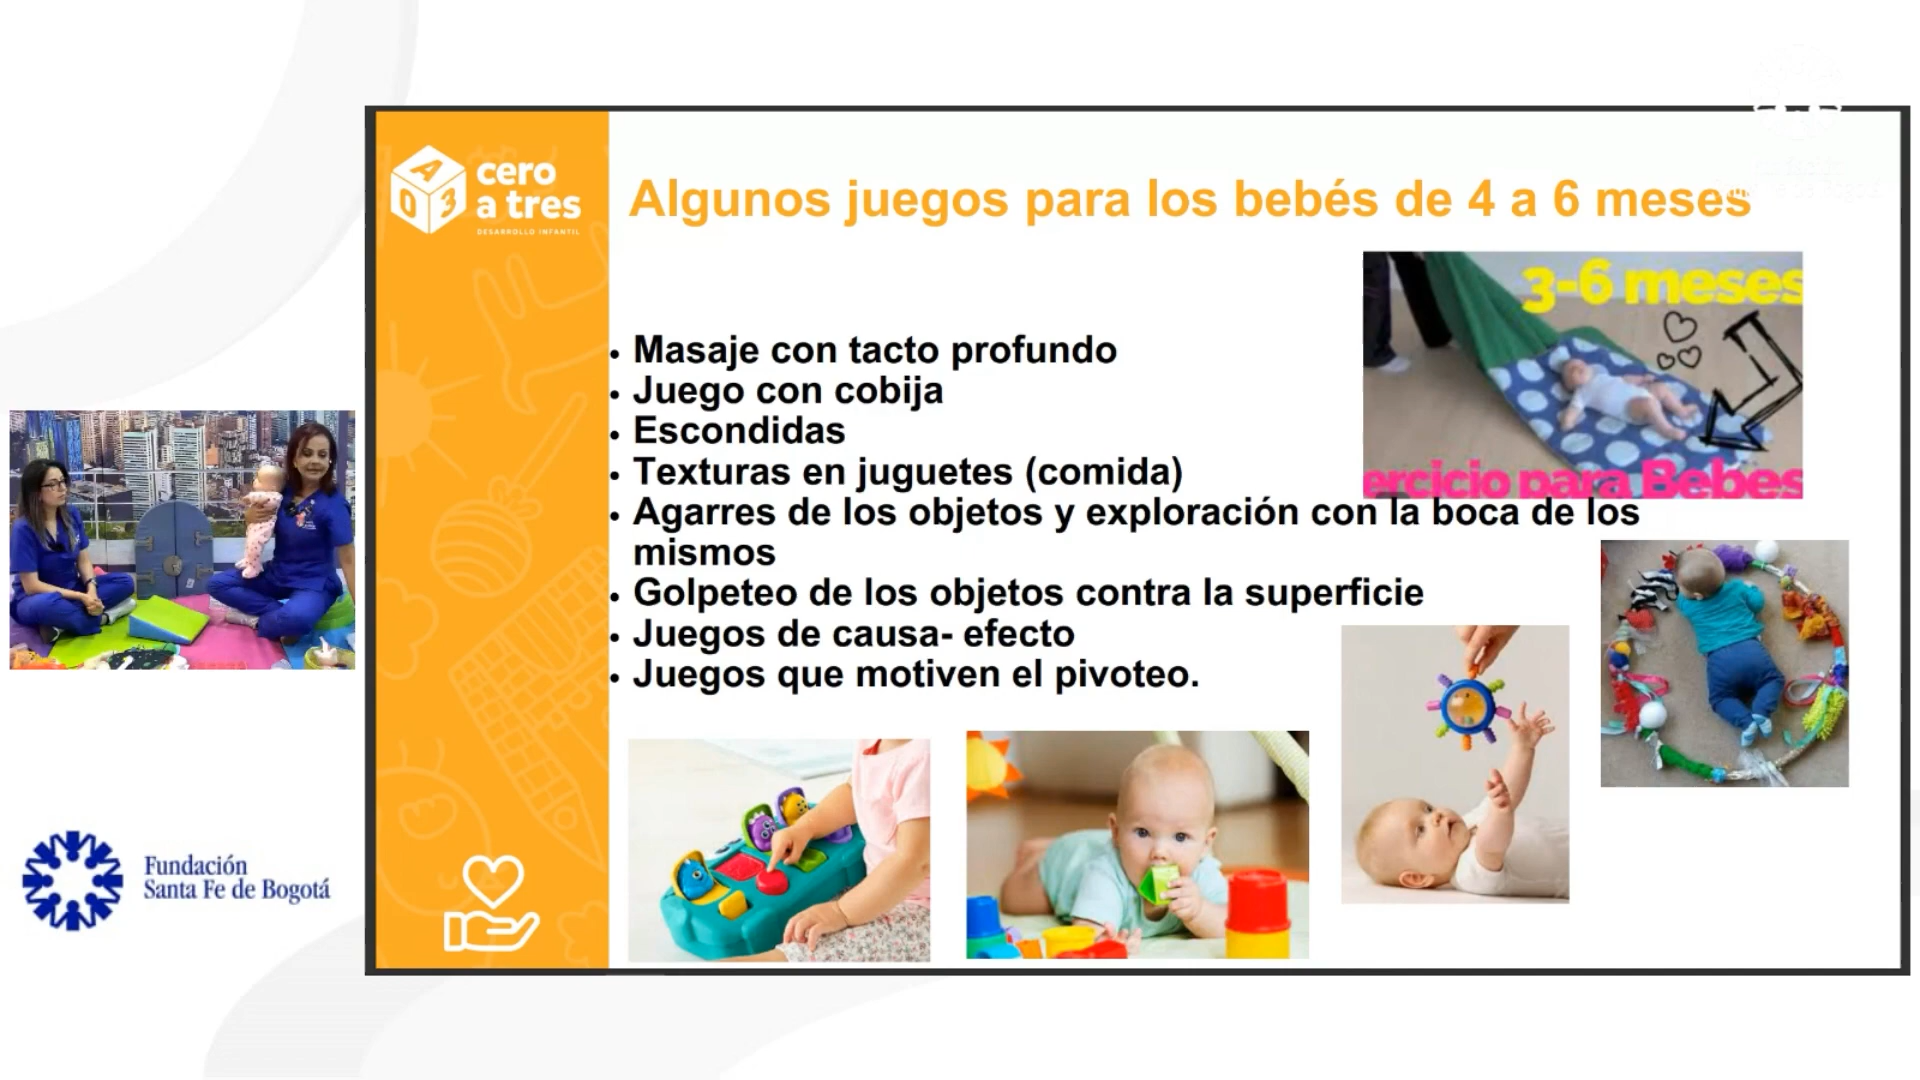 A
0 3
cero
a tres
DESARROLLO INFANTIL
Algunos juegos para los bebés de 4 a 6 meses
3-6 meses
ercicio para Bebes
• Masaje con tacto profundo
• Juego con cobija
• Escondidas
• Texturas en juguetes (comida)
• Agarres de los objetos y exploración con la boca de los
mismos
• Golpeteo de los objetos contra la superficie
• Juegos de causa- efecto
• Juegos que motiven el pivoteo.
Fundación
Santa Fe de Bogotá